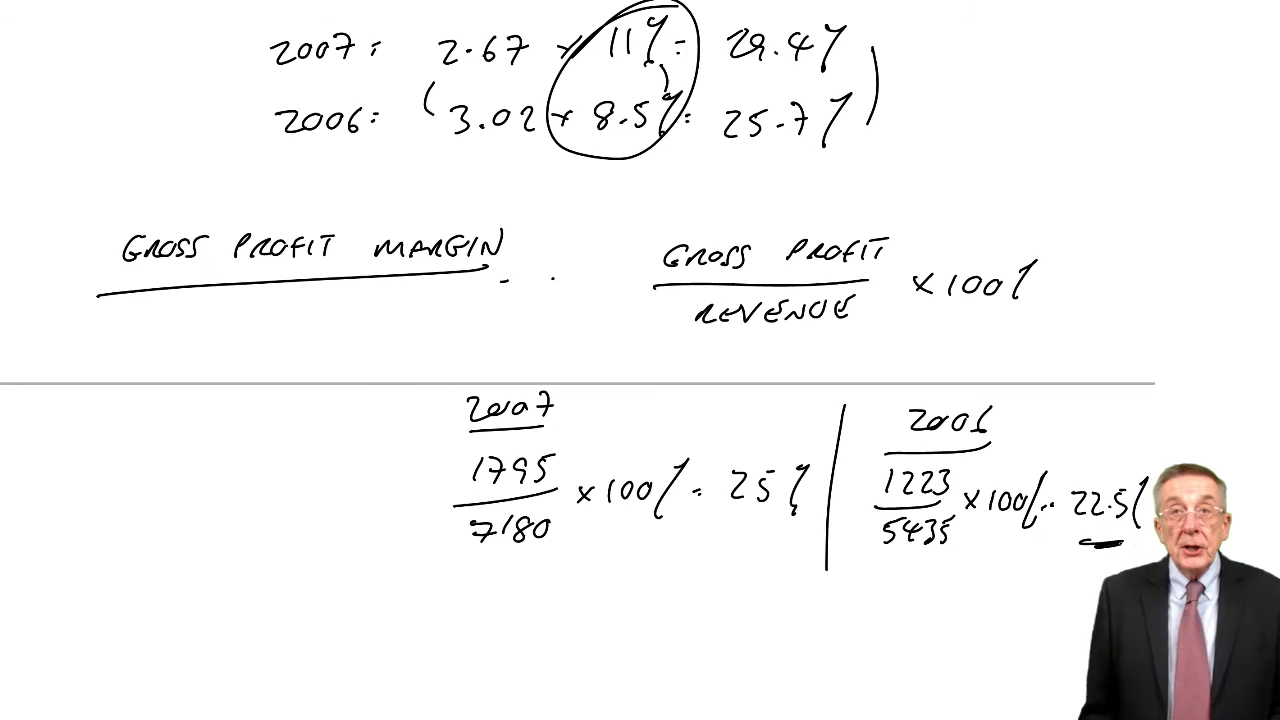 2007: 2.67 × 11% = 29.4%
2006: (3.02 × 8.5% = 25.7%)
GROSS PROFIT MARGIN = GROSS PROFIT / REVENUE × 100%
2007 | 2006
1795 / 7180 × 100% = 25% | 1223 / 5435 × 100% = 22.5%